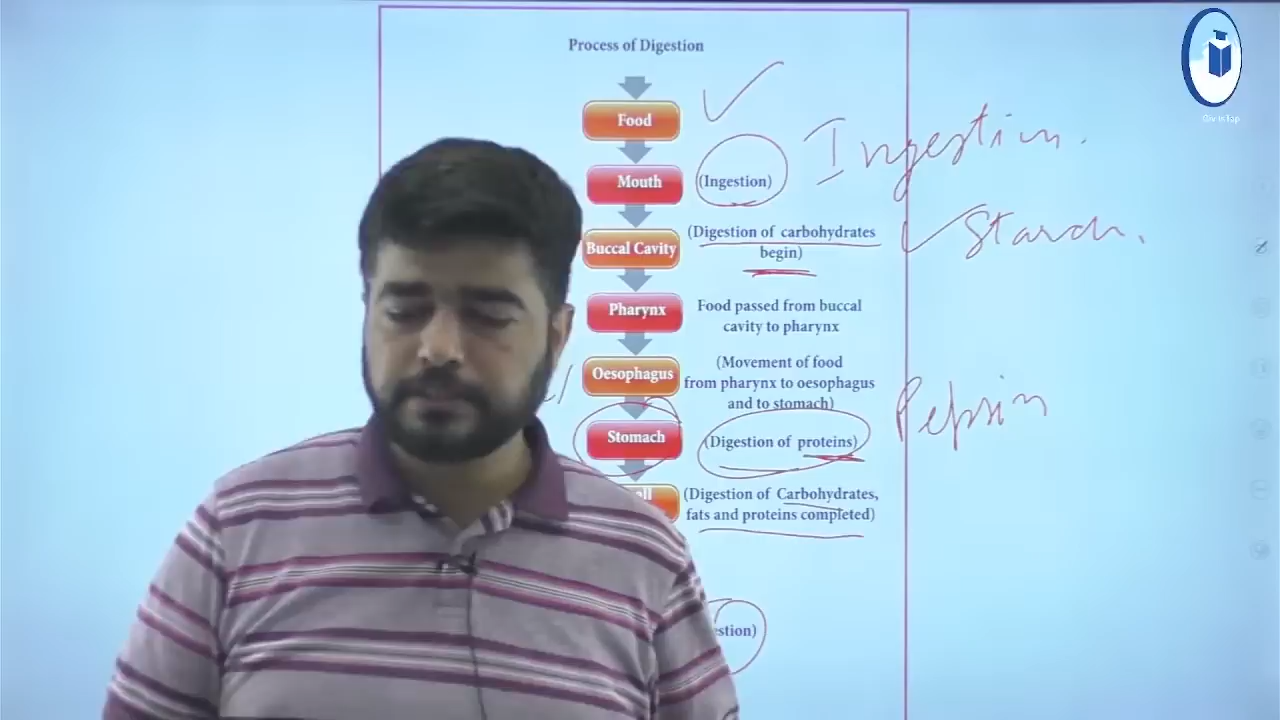 Process of Digestion
Food
Mouth
(Ingestion)
Ingestion.
Buccal Cavity
(Digestion of carbohydrates
begin)
Starch.
Pharynx
Food passed from buccal
cavity to pharynx
Oesophagus
(Movement of food
from pharynx to oesophagus
and to stomach)
Stomach
(Digestion of proteins)
Pepsin
(Digestion of Carbohydrates,
fats and proteins completed)